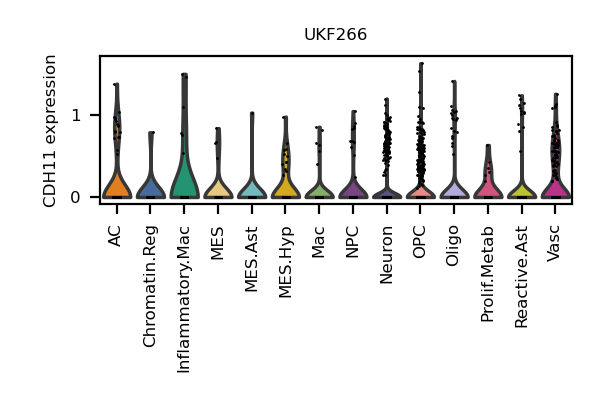 UKF266
CDH11 expression
1
0
AC
Chromatin.Reg
Inflammatory.Mac
MES
MES.Ast
MES.Hyp
Mac
NPC
Neuron
OPC
Oligo
Prolif.Metab
Reactive.Ast
Vasc